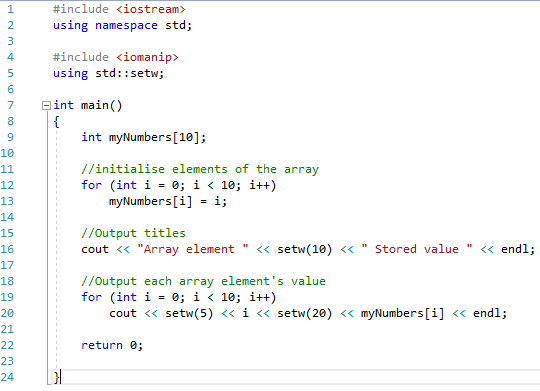 1 #include <iostream>
2 using namespace std;
3
4 #include <iomanip>
5 using std::setw;
6
7 int main()
8 {
9     int myNumbers[10];
10
11     //initialise elements of the array
12     for (int i = 0; i < 10; i++)
13         myNumbers[i] = i;
14
15     //Output titles
16     cout << "Array element " << setw(10) << " Stored value " << endl;
17
18     //Output each array element's value
19     for (int i = 0; i < 10; i++)
20         cout << setw(5) << i << setw(20) << myNumbers[i] << endl;
21
22     return 0;
23
24 }